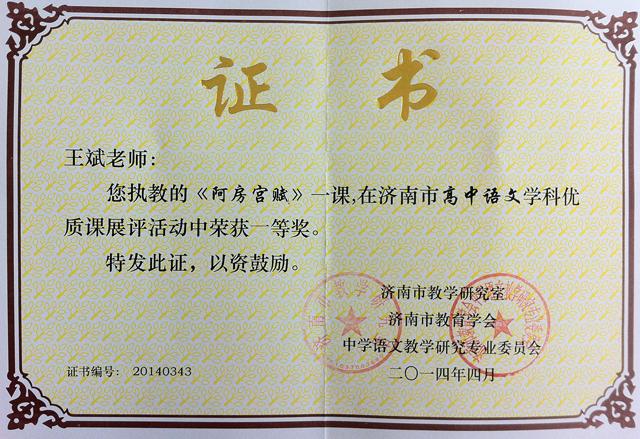 证 书
王斌老师:
您执教的《阿房宫赋》一课,在济南市高中语文学科优
质课展评活动中荣获一等奖。
特发此证，以资鼓励。
济南市教学研究室
济南市教育学会
中学语文教学研究专业委员会
证书编号: 20140343
二〇一四年四月